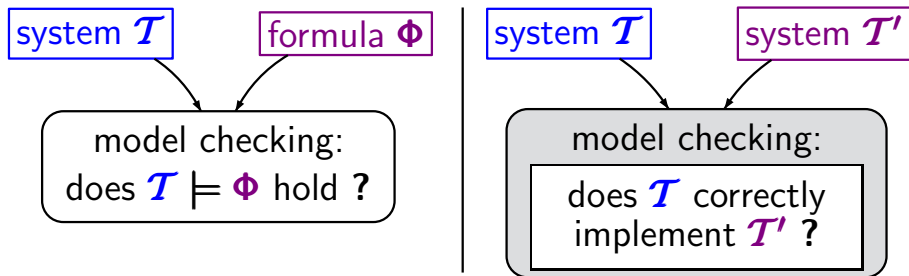 system 𝒯
formula Φ
model checking:
does 𝒯 ⊨ Φ hold ?
system 𝒯
system 𝒯′
model checking:
does 𝒯 correctly
implement 𝒯′ ?